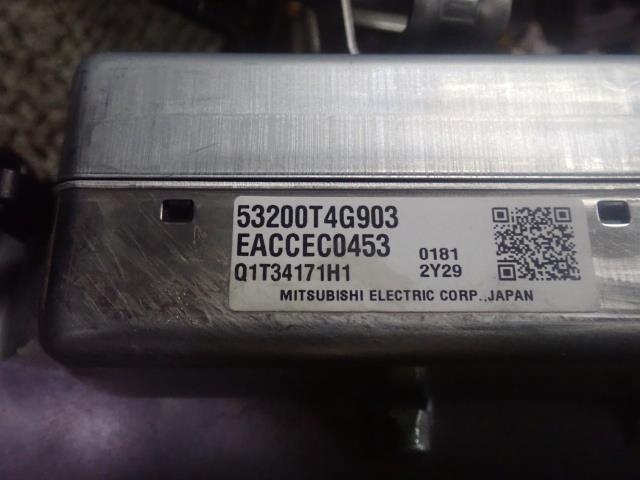 53200T4G903
EACCEC0453 0181
Q1T34171H1 2Y29
MITSUBISHI ELECTRIC CORP., JAPAN